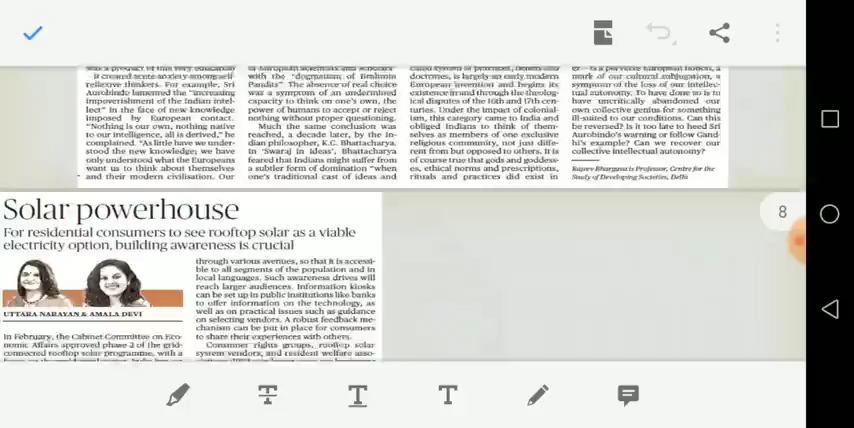 was a product of this very education
it created acute anxiety among self-
reflexive thinkers. For example, Sri
Aurobindo lamented the "increasing
impoverishment of the Indian intel-
lect" in the face of new knowledge
imposed by European contact.
"Nothing is our own, nothing native
to our intelligence, all is derived," he
complained. "As little have we under-
stood the new knowledge; we have
only understood what the Europeans
want us to think about themselves
and their modern civilisation. Our
of European scientists and scholars
with the "dogmatism of Brahmin
Pandits" The absence of real choice
was a symptom of an undermined
capacity to think on one's own, the
power of humans to accept or reject
nothing without proper questioning.
Much the same conclusion was
reached, a decade later, by the In-
dian philosopher, K.C. Bhattacharya.
In 'Swaraj in Ideas', Bhattacharya
feared that Indians might suffer from
a subtler form of domination "when
one's traditional cast of ideas and
system of practices, beliefs and
doctrines, is largely an early modern
European invention and begins its
existence in and through the theolog-
ical disputes of the 16th and 17th cen-
turies. Under the impact of colonial-
ism, this category came to India and
obliged Indians to think of them-
selves as members of one exclusive
religious community, not just diffe-
rent from but opposed to others. It is
of course true that gods and goddess-
es, ethical norms and prescriptions,
rituals and practices did exist in
is a pervasive European notion, a
mark of our cultural subjugation, a
symptom of the loss of our intellec-
tual autonomy. To have done so is to
have uncritically abandoned our
own collective genius for something
ill-suited to our conditions. Can this
be reversed? Is it too late to heed Sri
Aurobindo's warning or follow Gand-
hi's example? Can we recover our
collective intellectual autonomy?
Rajeev Bhargava is Professor, Centre for the
Study of Developing Societies, Delhi
8
Solar powerhouse
For residential consumers to see rooftop solar as a viable
electricity option, building awareness is crucial
UTTARA NARAYAN & AMALA DEVI
In February, the Cabinet Committee on Eco-
nomic Affairs approved phase 2 of the grid-
connected rooftop solar programme, with a
through various avenues, so that it is accessi-
ble to all segments of the population and in
local languages. Such awareness drives will
reach larger audiences. Information kiosks
can be set up in public institutions like banks
to offer information on the technology, as
well as on practical issues such as guidance
on selecting vendors. A robust feedback me-
chanism can be put in place for consumers
to share their experiences with others.
Consumer rights groups, rooftop solar
system vendors, and resident welfare asso-
T
T
T